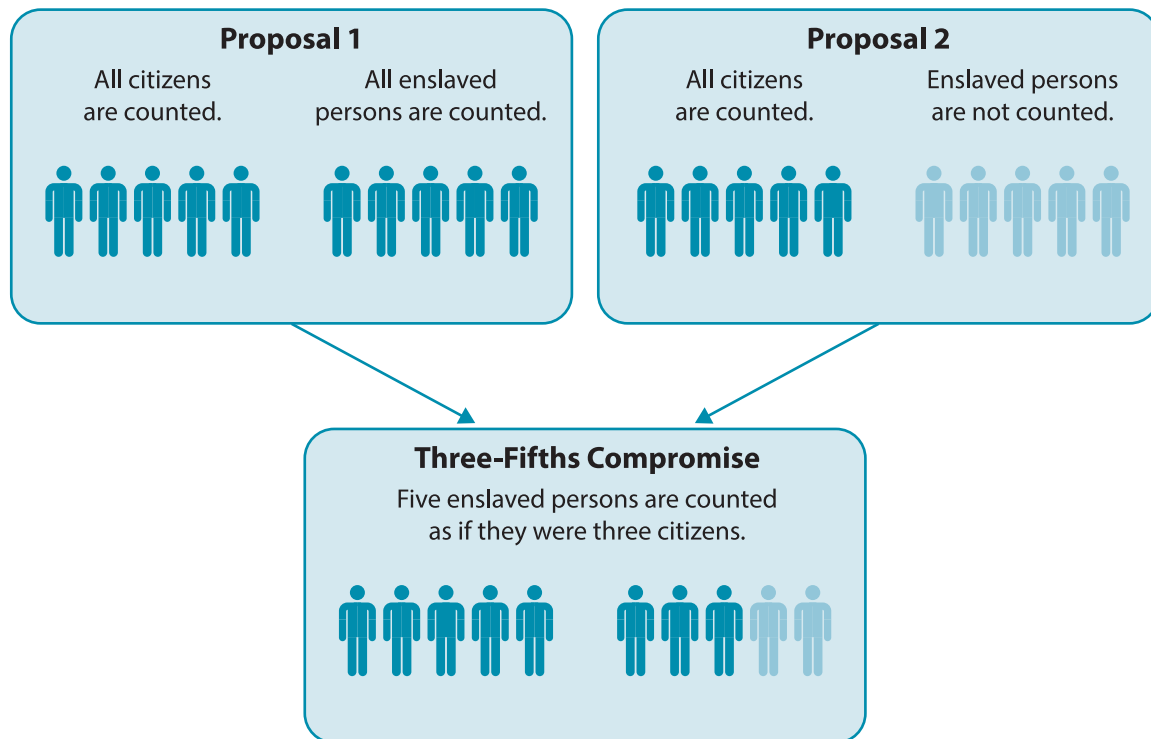 Proposal 1
All citizens
are counted.
All enslaved
persons are counted.
Proposal 2
All citizens
are counted.
Enslaved persons
are not counted.
Three-Fifths Compromise
Five enslaved persons are counted
as if they were three citizens.